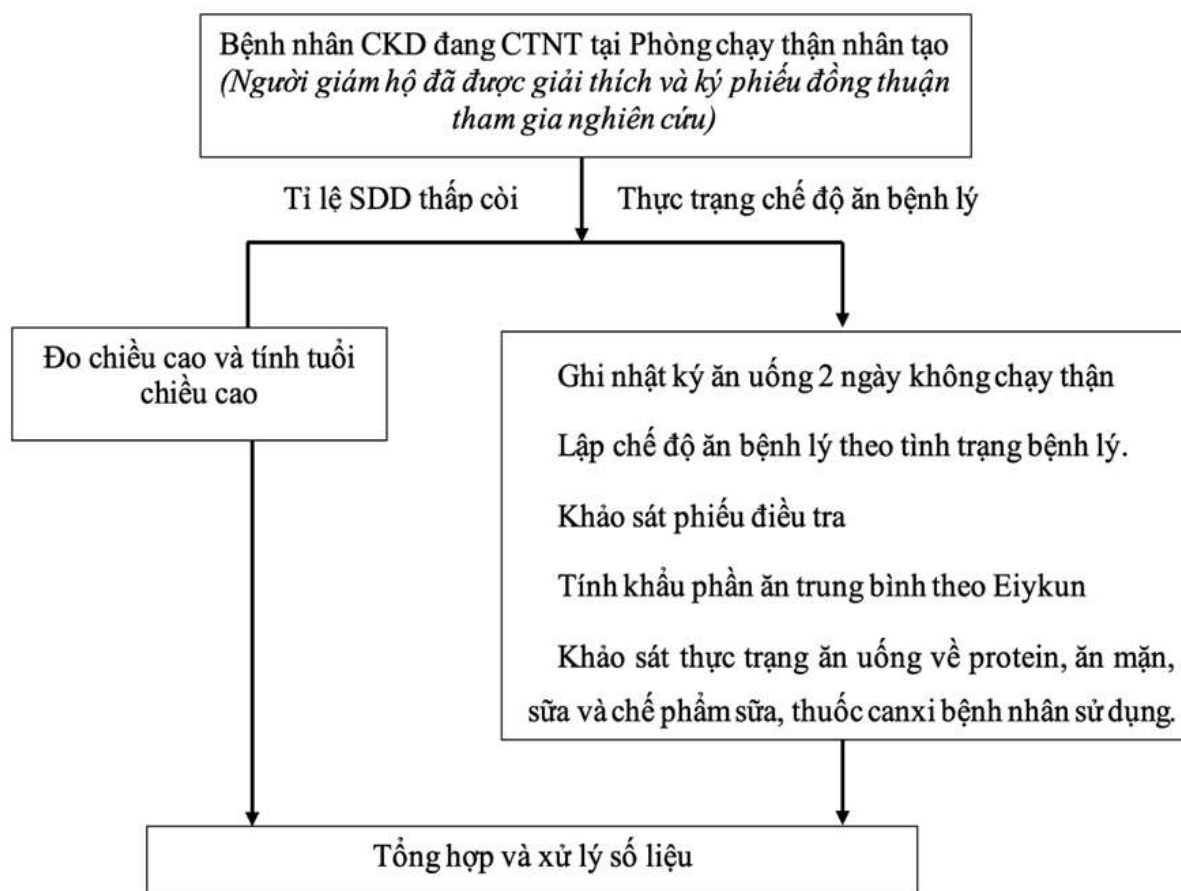 Bệnh nhân CKD đang CTNT tại Phòng chạy thận nhân tạo
(Người giám hộ đã được giải thích và ký phiếu đồng thuận
tham gia nghiên cứu)
Tỉ lệ SDD thấp còi
Thực trạng chế độ ăn bệnh lý
Đo chiều cao và tính tuổi
chiều cao
Ghi nhật ký ăn uống 2 ngày không chạy thận
Lập chế độ ăn bệnh lý theo tình trạng bệnh lý.
Khảo sát phiếu điều tra
Tính khẩu phần ăn trung bình theo Eiykun
Khảo sát thực trạng ăn uống về protein, ăn mặn,
sữa và chế phẩm sữa, thuốc canxi bệnh nhân sử dụng.
Tổng hợp và xử lý số liệu